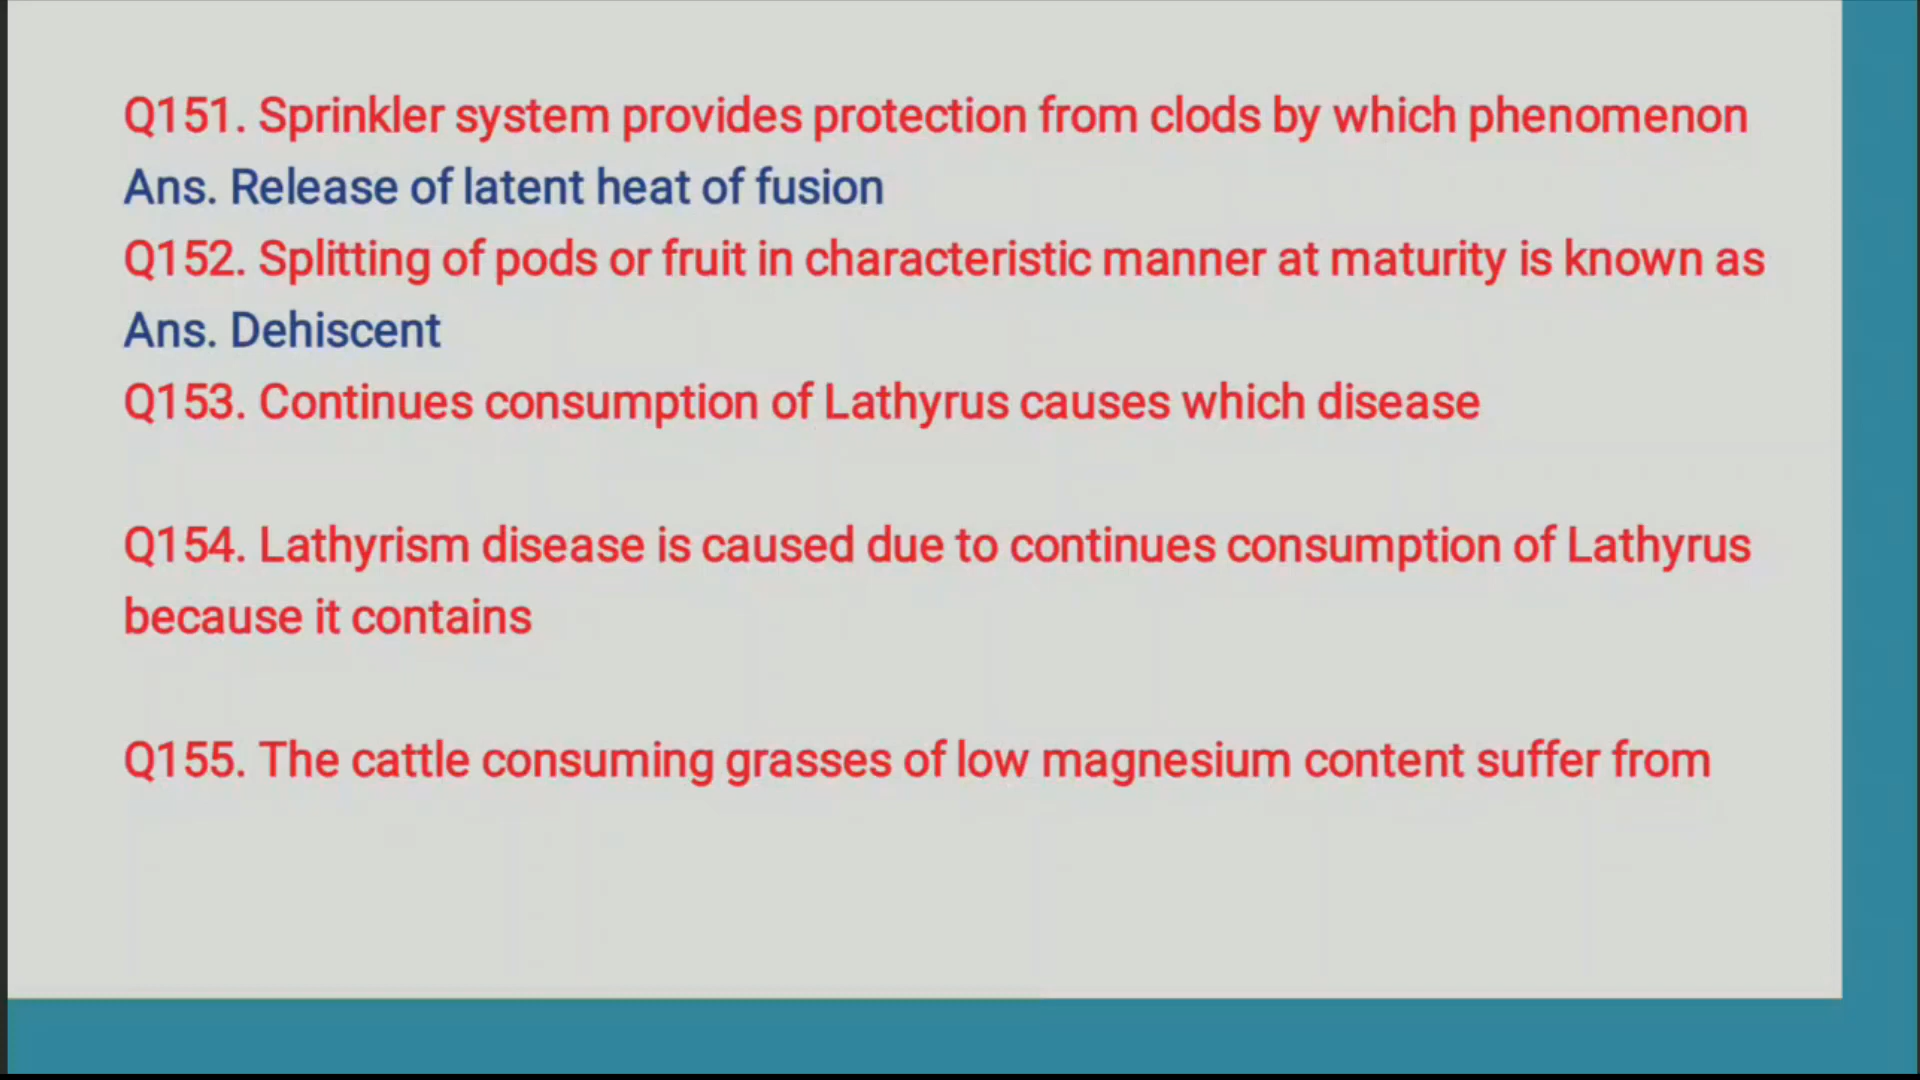 Q151. Sprinkler system provides protection from clods by which phenomenon
Ans. Release of latent heat of fusion
Q152. Splitting of pods or fruit in characteristic manner at maturity is known as
Ans. Dehiscent
Q153. Continues consumption of Lathyrus causes which disease
Q154. Lathyrism disease is caused due to continues consumption of Lathyrus
because it contains
Q155. The cattle consuming grasses of low magnesium content suffer from